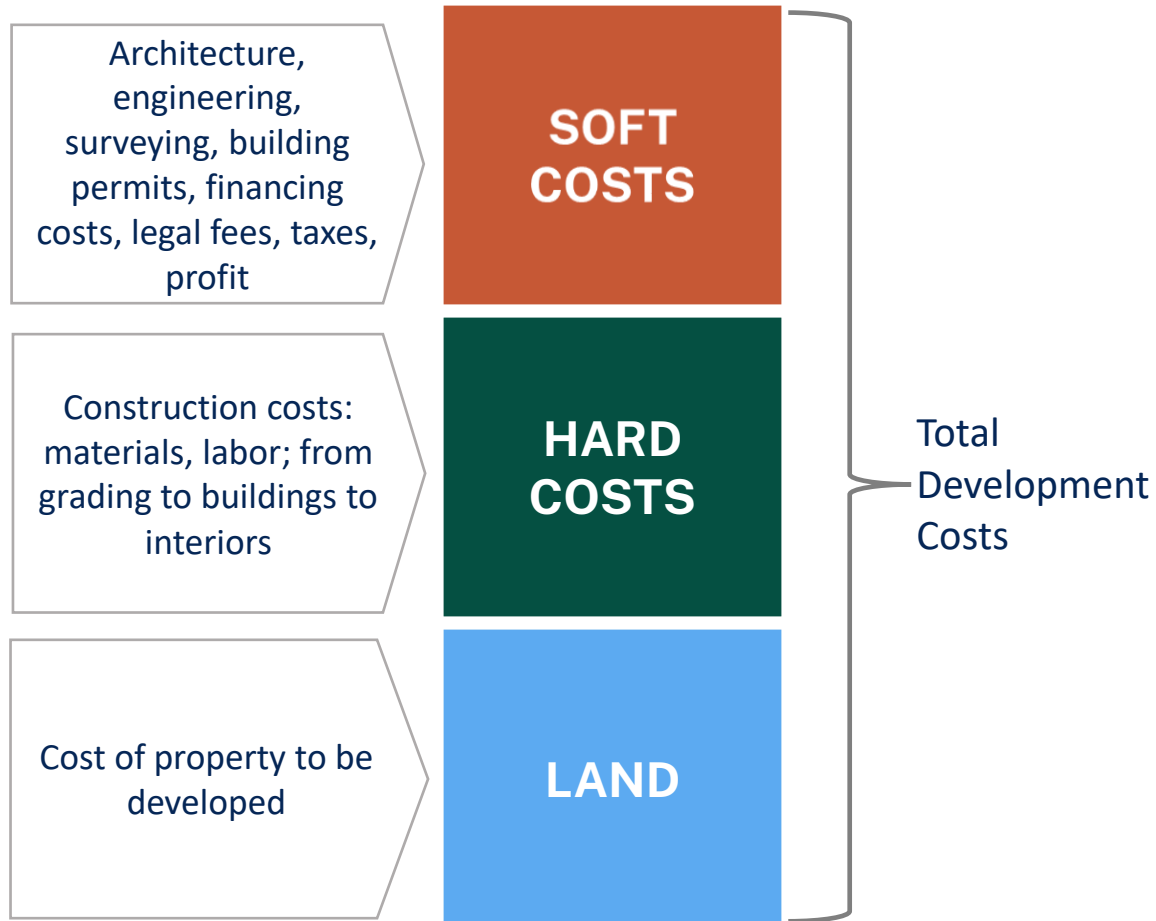 Architecture,
engineering,
surveying, building
permits, financing
costs, legal fees, taxes,
profit
SOFT
COSTS
Construction costs:
materials, labor; from
grading to buildings to
interiors
HARD
COSTS
Total
Development
Costs
Cost of property to be
developed
LAND